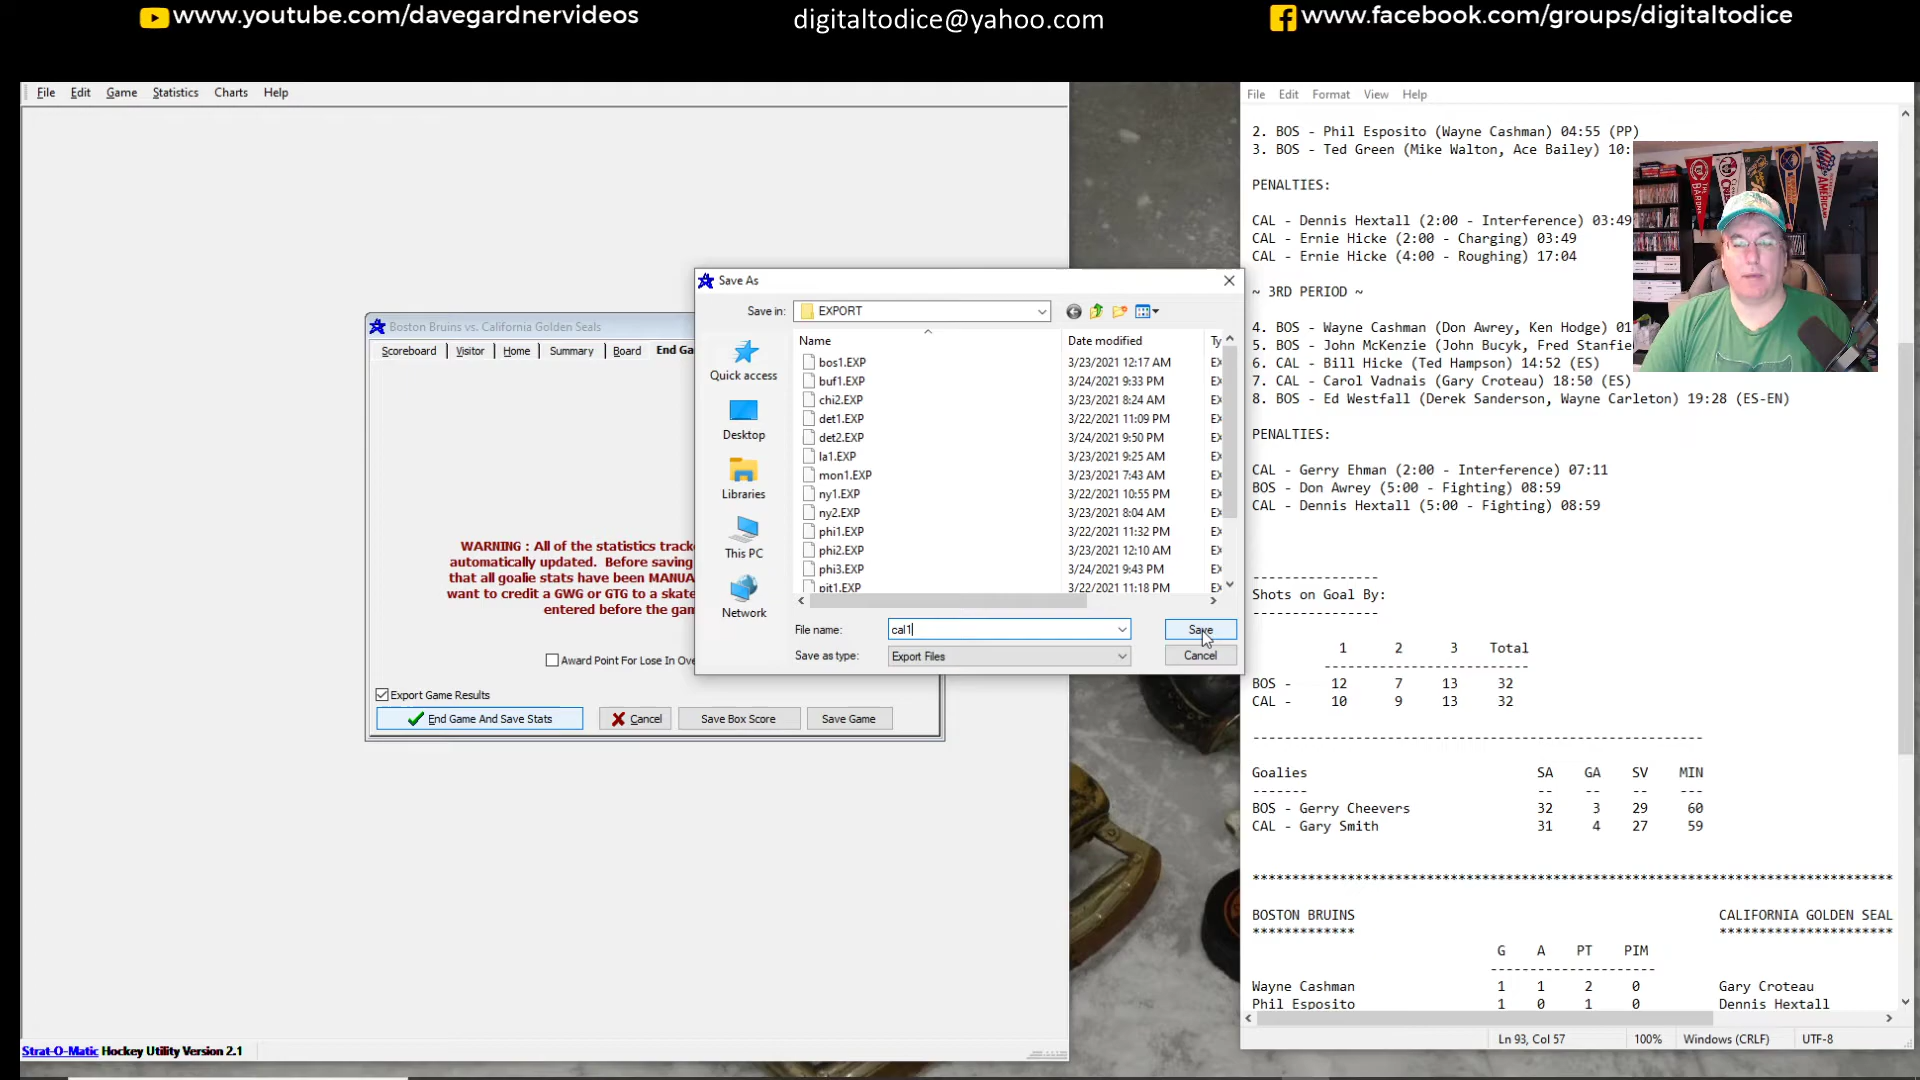 www.youtube.com/davegardnervideos
digitaltodice@yahoo.com
www.facebook.com/groups/digitaltodice
File Edit Game Statistics Charts Help
Boston Bruins vs. California Golden Seals
Scoreboard Visitor Home Summary Board End Ga
WARNING : All of the statistics tracke
automatically updated. Before saving
that all goalie stats have been MANUA
want to credit a GWG or GTG to a skate
entered before the gam
Award Point For Lose In Ove
Export Game Results
End Game And Save Stats Cancel Save Box Score Save Game
Strat-O-Matic Hockey Utility Version 2.1
Save As
Save in: EXPORT
Quick access
Desktop
Libraries
This PC
Network
Name Date modified Ty
bos1.EXP 3/23/2021 12:17 AM EX
buf1.EXP 3/24/2021 9:33 PM EX
chi2.EXP 3/23/2021 8:24 AM EX
det1.EXP 3/22/2021 11:09 PM EX
det2.EXP 3/24/2021 9:50 PM EX
la1.EXP 3/23/2021 9:25 AM EX
mon1.EXP 3/23/2021 7:43 AM EX
ny1.EXP 3/22/2021 10:55 PM EX
ny2.EXP 3/23/2021 8:04 AM EX
phi1.EXP 3/22/2021 11:32 PM EX
phi2.EXP 3/23/2021 12:10 AM EX
phi3.EXP 3/24/2021 9:43 PM EX
pit1.EXP 3/22/2021 11:18 PM EX
File name: cal1 Save
Save as type: Export Files Cancel
File Edit Format View Help
2. BOS - Phil Esposito (Wayne Cashman) 04:55 (PP)
3. BOS - Ted Green (Mike Walton, Ace Bailey) 10:
PENALTIES:
CAL - Dennis Hextall (2:00 - Interference) 03:49
CAL - Ernie Hicke (2:00 - Charging) 03:49
CAL - Ernie Hicke (4:00 - Roughing) 17:04
~ 3RD PERIOD ~
4. BOS - Wayne Cashman (Don Awrey, Ken Hodge) 01
5. BOS - John McKenzie (John Bucyk, Fred Stanfie
6. CAL - Bill Hicke (Ted Hampson) 14:52 (ES)
7. CAL - Carol Vadnais (Gary Croteau) 18:50 (ES)
8. BOS - Ed Westfall (Derek Sanderson, Wayne Carleton) 19:28 (ES-EN)
PENALTIES:
CAL - Gerry Ehman (2:00 - Interference) 07:11
BOS - Don Awrey (5:00 - Fighting) 08:59
CAL - Dennis Hextall (5:00 - Fighting) 08:59
----------------
Shots on Goal By:
----------------
1 2 3 Total
BOS - 12 7 13 32
CAL - 10 9 13 32
Goalies SA GA SV MIN
BOS - Gerry Cheevers 32 3 29 60
CAL - Gary Smith 31 4 27 59
BOSTON BRUINS CALIFORNIA GOLDEN SEAL
G A PT PIM
Wayne Cashman 1 1 2 0 Gary Croteau
Phil Esposito 1 0 1 0 Dennis Hextall
Ln 93, Col 57 100% Windows (CRLF) UTF-8